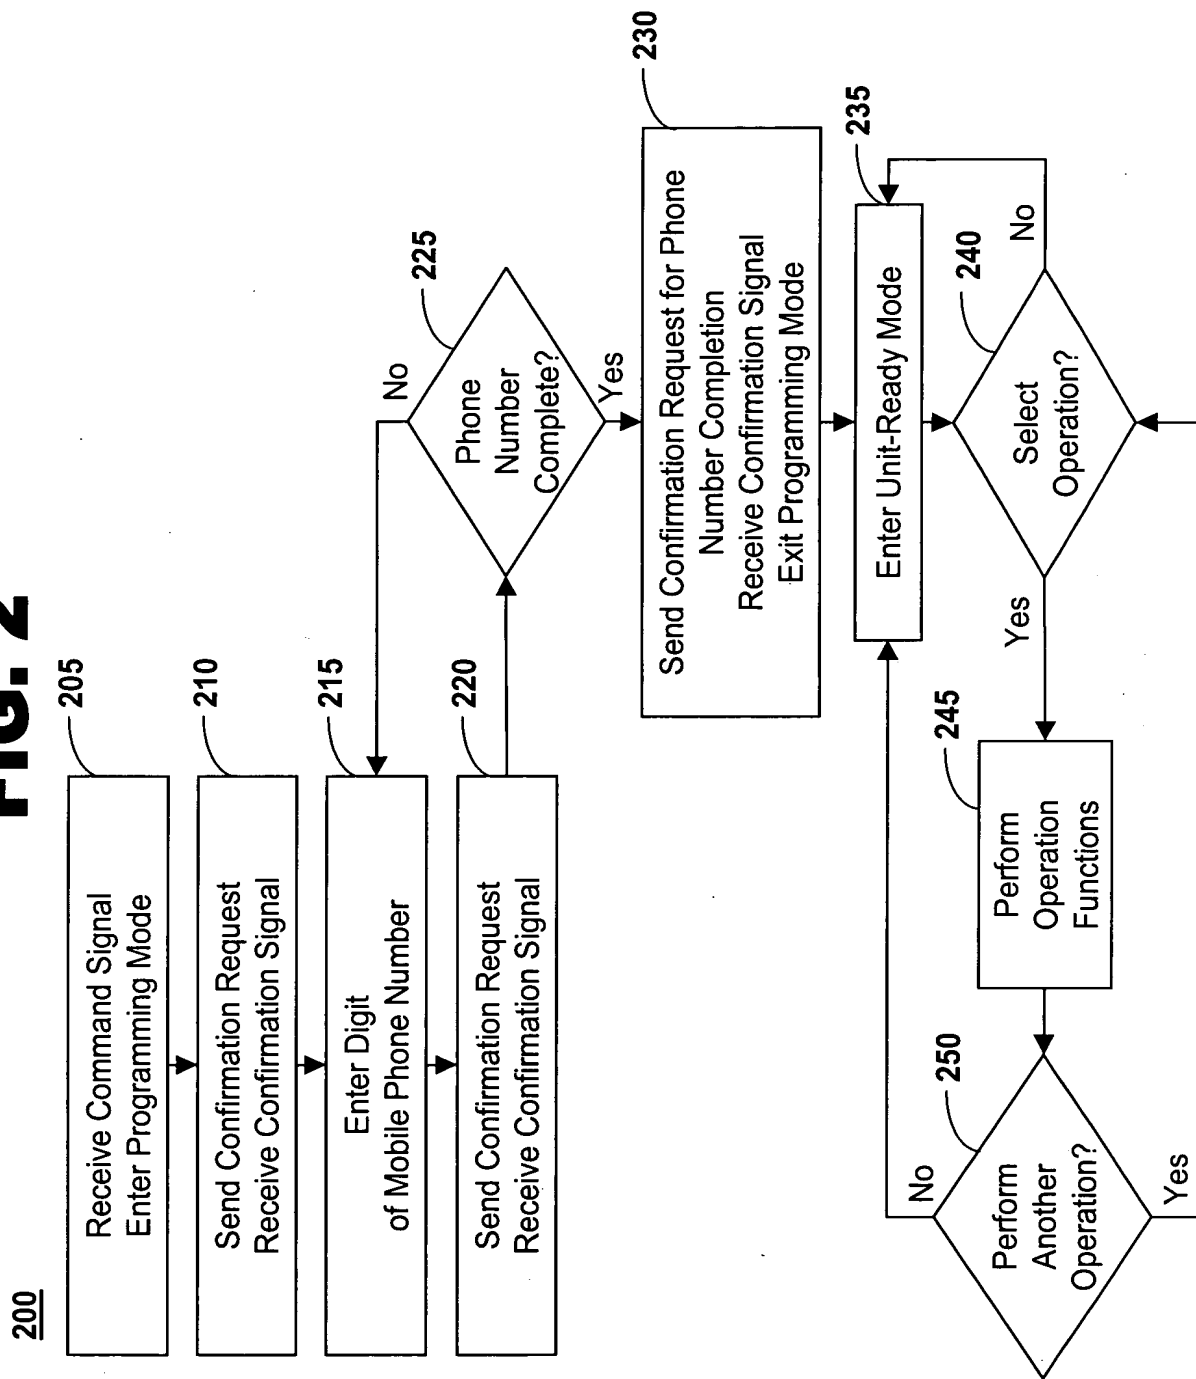 FIG. 2
200
205
Receive Command Signal
Enter Programming Mode
210
Send Confirmation Request
Receive Confirmation Signal
215
Enter Digit
of Mobile Phone Number
220
Send Confirmation Request
Receive Confirmation Signal
225
Phone
Number
Complete?
No
Yes
230
Send Confirmation Request for Phone
Number Completion
Receive Confirmation Signal
Exit Programming Mode
235
Enter Unit-Ready Mode
240
Select
Operation?
No
Yes
245
Perform
Operation
Functions
250
Perform
Another
Operation?
No
Yes